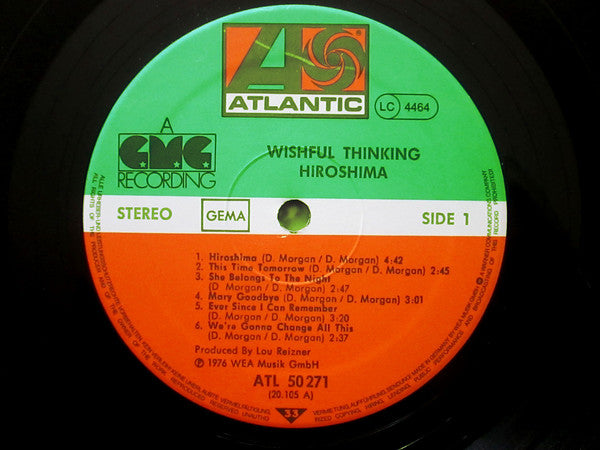 ATLANTIC
LC 4464
A
G.M.G
RECORDING
WISHFUL THINKING
HIROSHIMA
STEREO
GEMA
SIDE 1
1. Hiroshima (D. Morgan / D. Morgan) 4:42
2. This Time Tomorrow (D. Morgan / D. Morgan) 2:45
3. She Belongs To The Night
(D. Morgan / D. Morgan) 2:47
4. Mary Goodbye (D. Morgan / D. Morgan) 3:01
5. Ever Since I Can Remember
(D. Morgan / D. Morgan) 3:20
6. We're Gonna Change All This
(D. Morgan / D. Morgan) 2:37
Produced By Lou Reizner
℗ 1976 WEA Musik GmbH
ATL 50 271
(20.105 A)
33